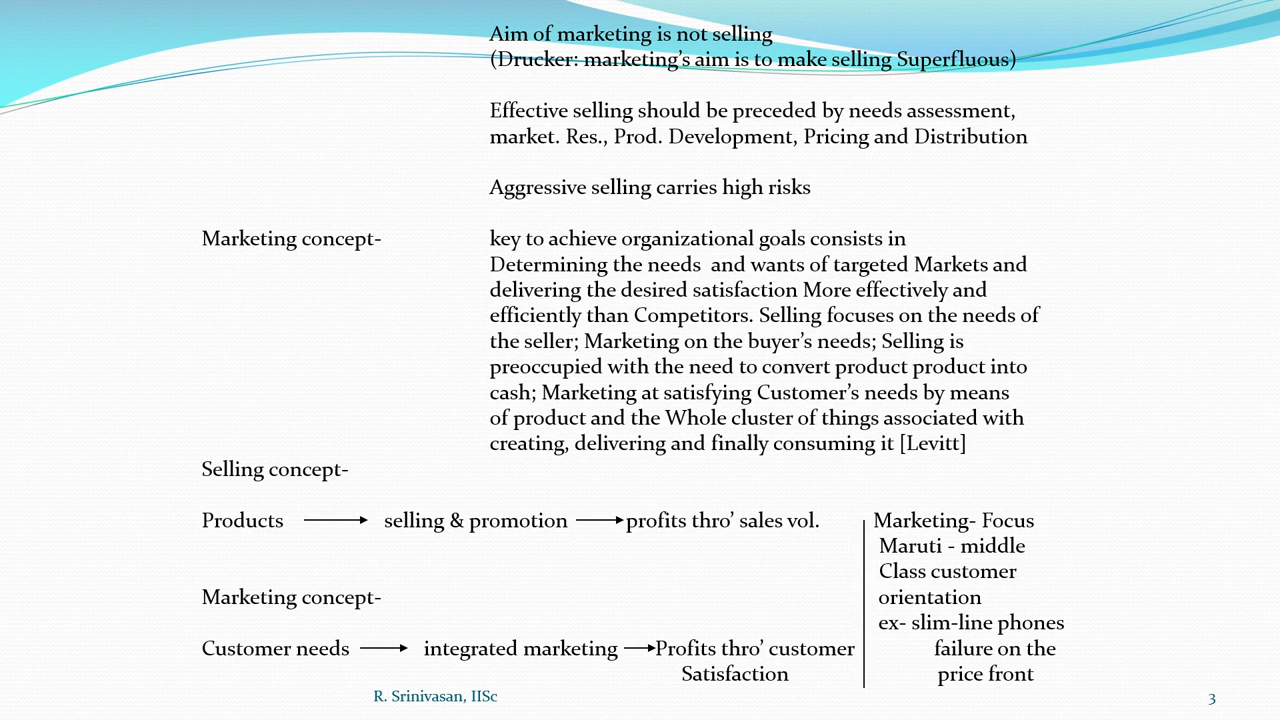 Aim of marketing is not selling
(Drucker: marketing’s aim is to make selling Superfluous)
Effective selling should be preceded by needs assessment,
market. Res., Prod. Development, Pricing and Distribution
Aggressive selling carries high risks
Marketing concept- key to achieve organizational goals consists in
Determining the needs and wants of targeted Markets and
delivering the desired satisfaction More effectively and
efficiently than Competitors. Selling focuses on the needs of
the seller; Marketing on the buyer’s needs; Selling is
preoccupied with the need to convert product product into
cash; Marketing at satisfying Customer’s needs by means
of product and the Whole cluster of things associated with
creating, delivering and finally consuming it [Levitt]
Selling concept-
Products selling & promotion profits thro’ sales vol.
Marketing concept-
Customer needs integrated marketing Profits thro’ customer
Satisfaction
Marketing- Focus
Maruti - middle
Class customer
orientation
ex- slim-line phones
failure on the
price front
R. Srinivasan, IISc
3